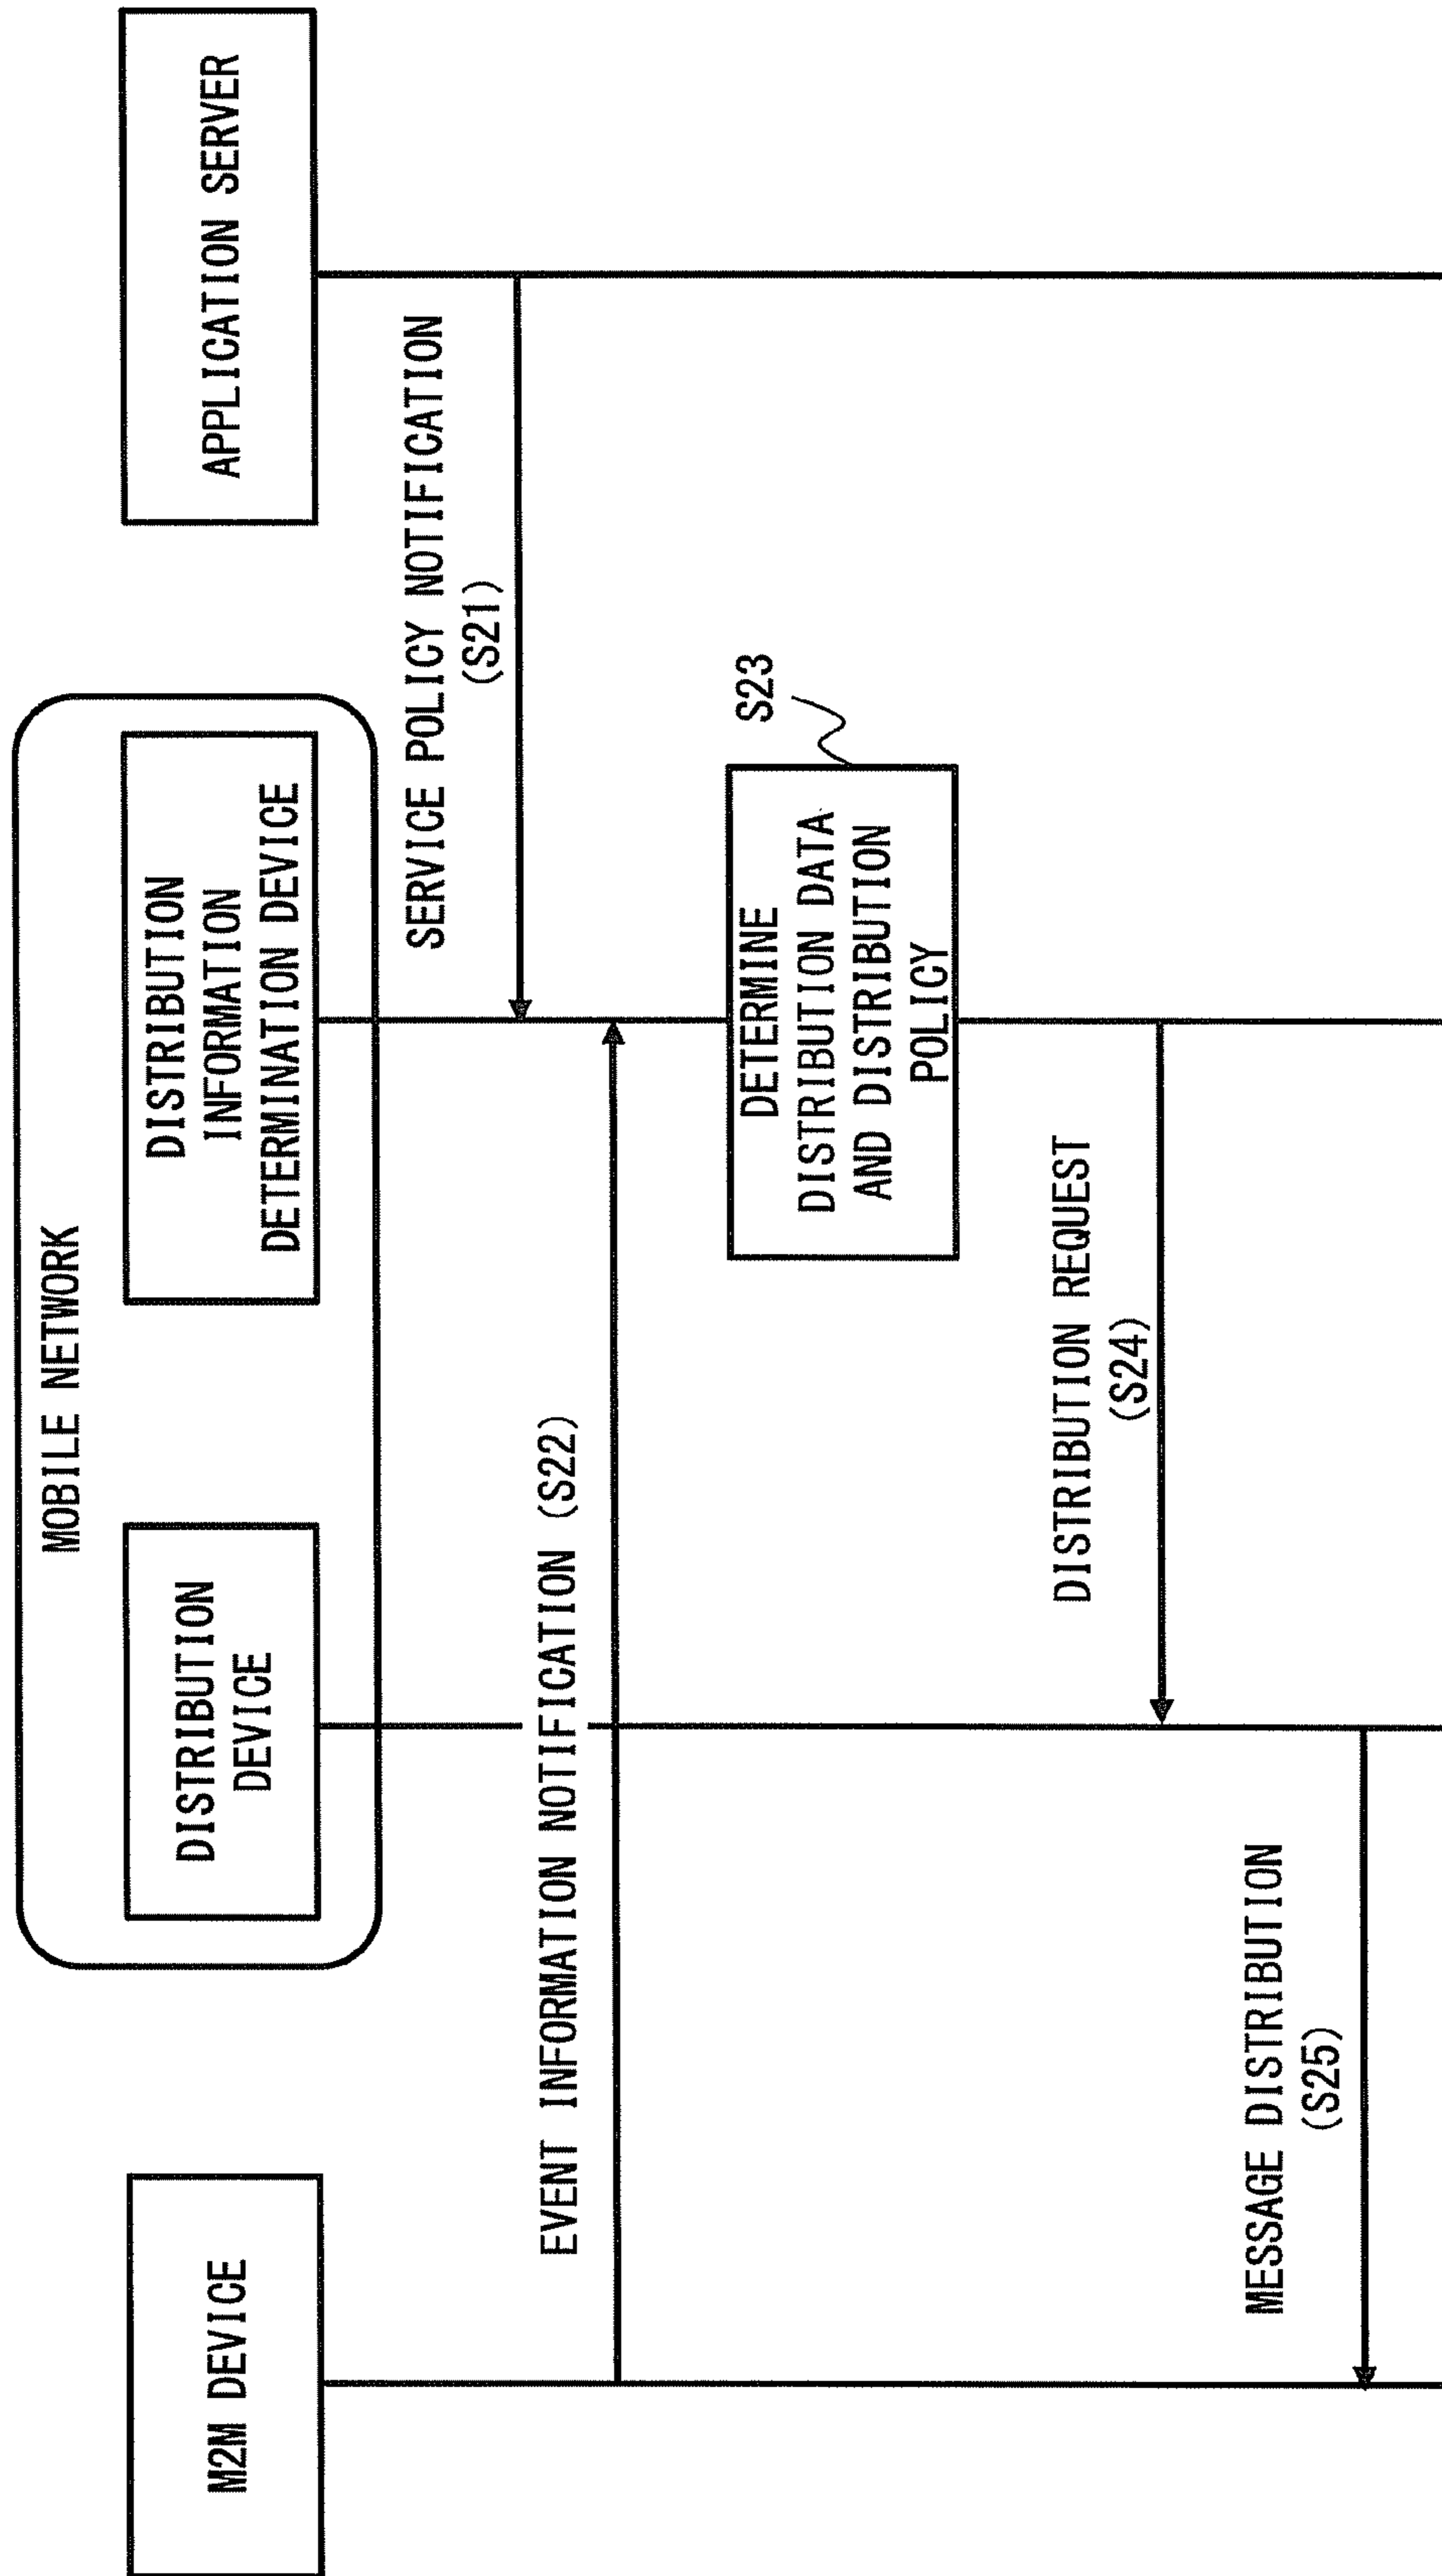 MOBILE NETWORK
M2M DEVICE
DISTRIBUTION
DEVICE
DISTRIBUTION
INFORMATION
DETERMINATION DEVICE
APPLICATION SERVER
SERVICE POLICY NOTIFICATION
(S21)
EVENT INFORMATION NOTIFICATION (S22)
S23
DETERMINE
DISTRIBUTION DATA
AND DISTRIBUTION
POLICY
DISTRIBUTION REQUEST
(S24)
MESSAGE DISTRIBUTION
(S25)